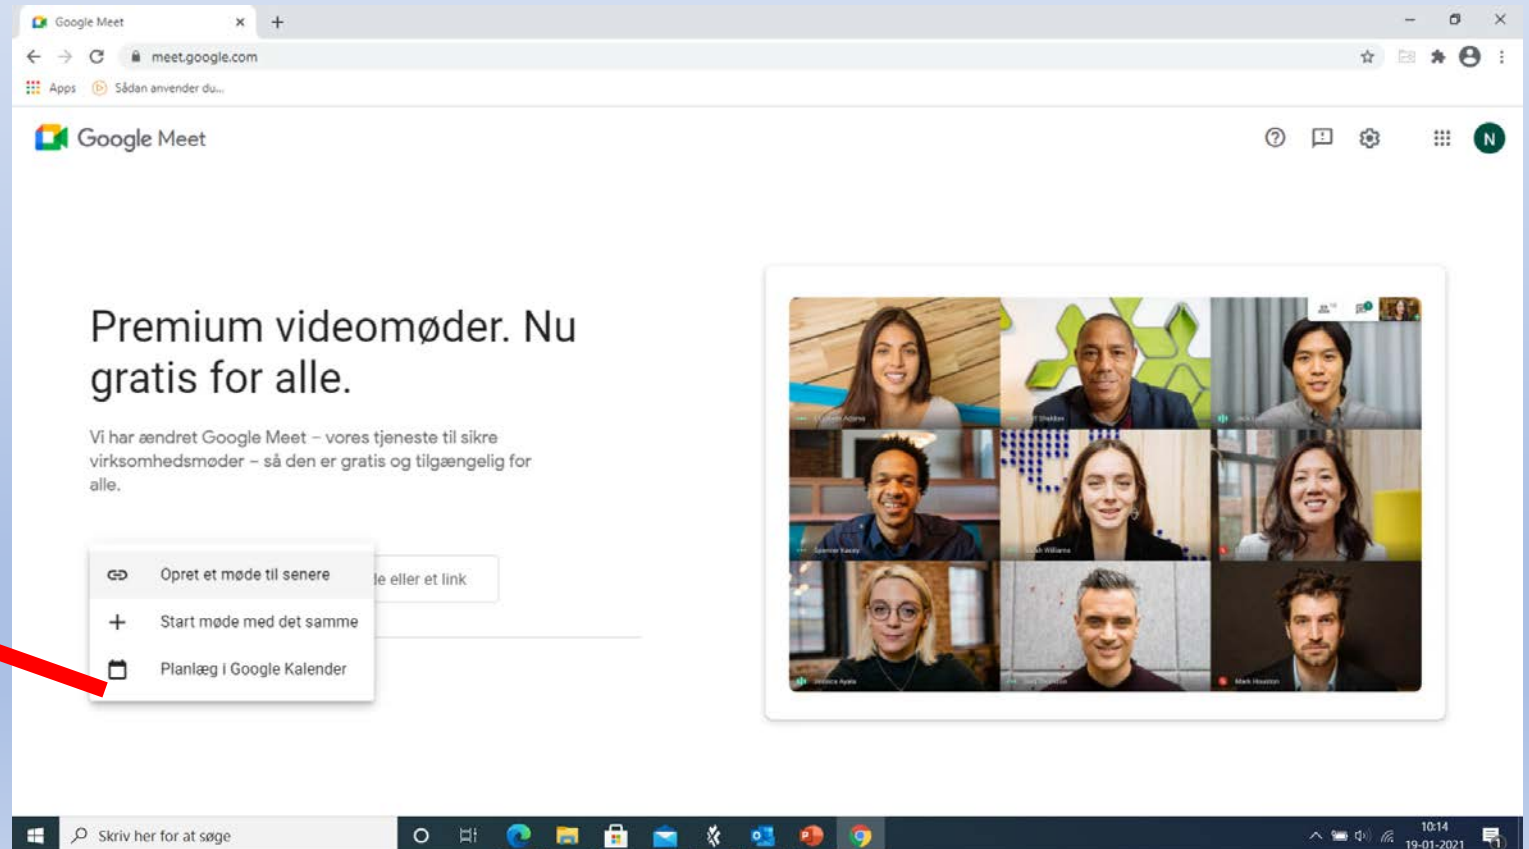 Google Meet
meet.google.com
Apps
Sådan anvender du...
Google Meet
N
Premium videomøder. Nu
gratis for alle.
Vi har ændret Google Meet – vores tjeneste til sikre
virksomhedsmøder – så den er gratis og tilgængelig for
alle.
Opret et møde til senere
eller et link
Start møde med det samme
Planlæg i Google Kalender
Mark Houston
Skriv her for at søge
10:14
19-01-2021
1